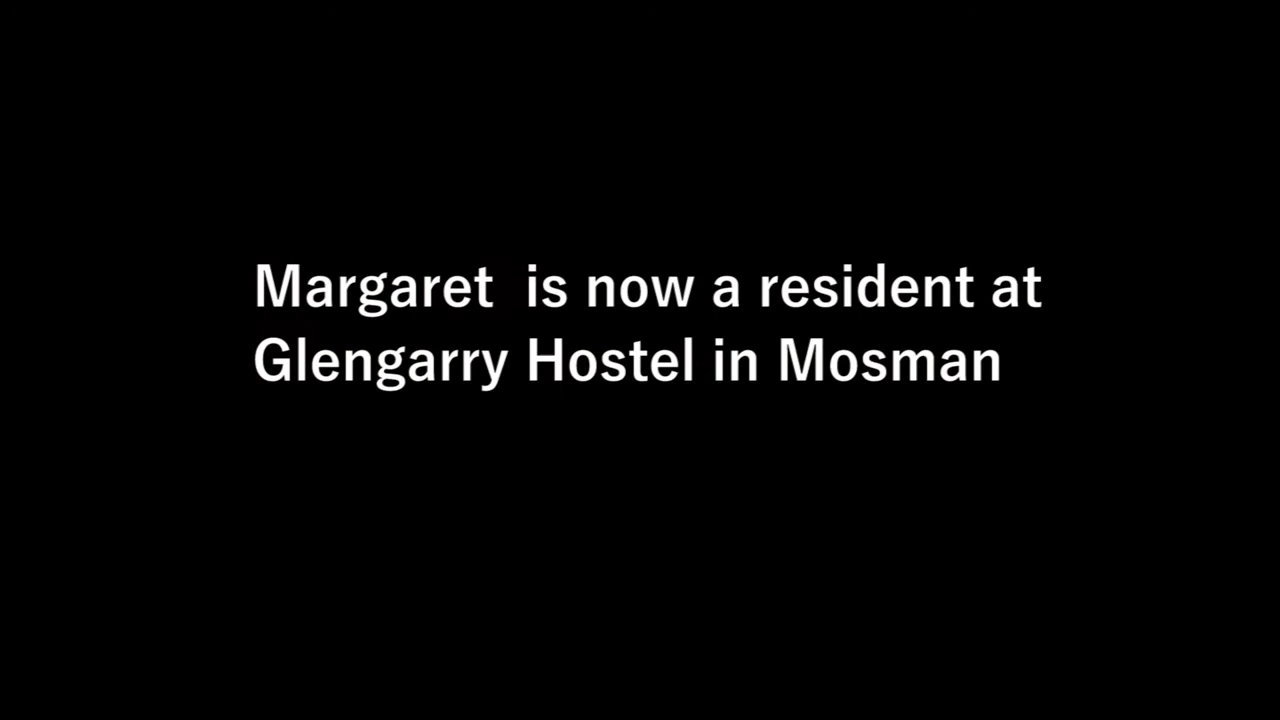 Margaret  is now a resident at
Glengarry Hostel in Mosman